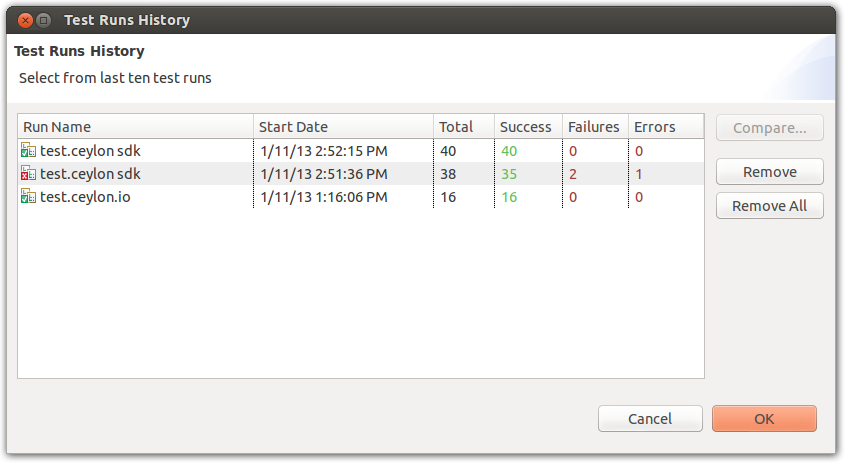 Test Runs History
Test Runs History
Select from last ten test runs
Run Name Start Date Total Success Failures Errors
test.ceylon sdk 1/11/13 2:52:15 PM 40 40 0 0
test.ceylon sdk 1/11/13 2:51:36 PM 38 35 2 1
test.ceylon.io 1/11/13 1:16:06 PM 16 16 0 0
Compare...
Remove
Remove All
Cancel OK